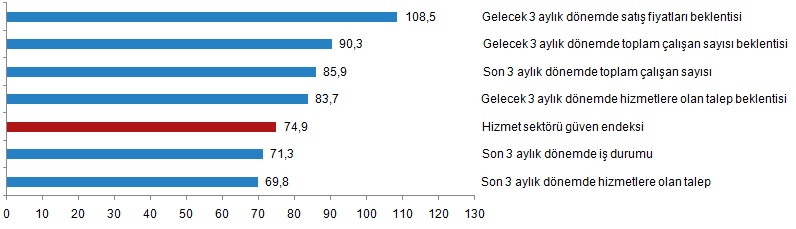 108,5 Gelecek 3 aylık dönemde satış fiyatları beklentisi
90,3 Gelecek 3 aylık dönemde toplam çalışan sayısı beklentisi
85,9 Son 3 aylık dönemde toplam çalışan sayısı
83,7 Gelecek 3 aylık dönemde hizmetlere olan talep beklentisi
74,9 Hizmet sektörü güven endeksi
71,3 Son 3 aylık dönemde iş durumu
69,8 Son 3 aylık dönemde hizmetlere olan talep
0 10 20 30 40 50 60 70 80 90 100 110 120 130